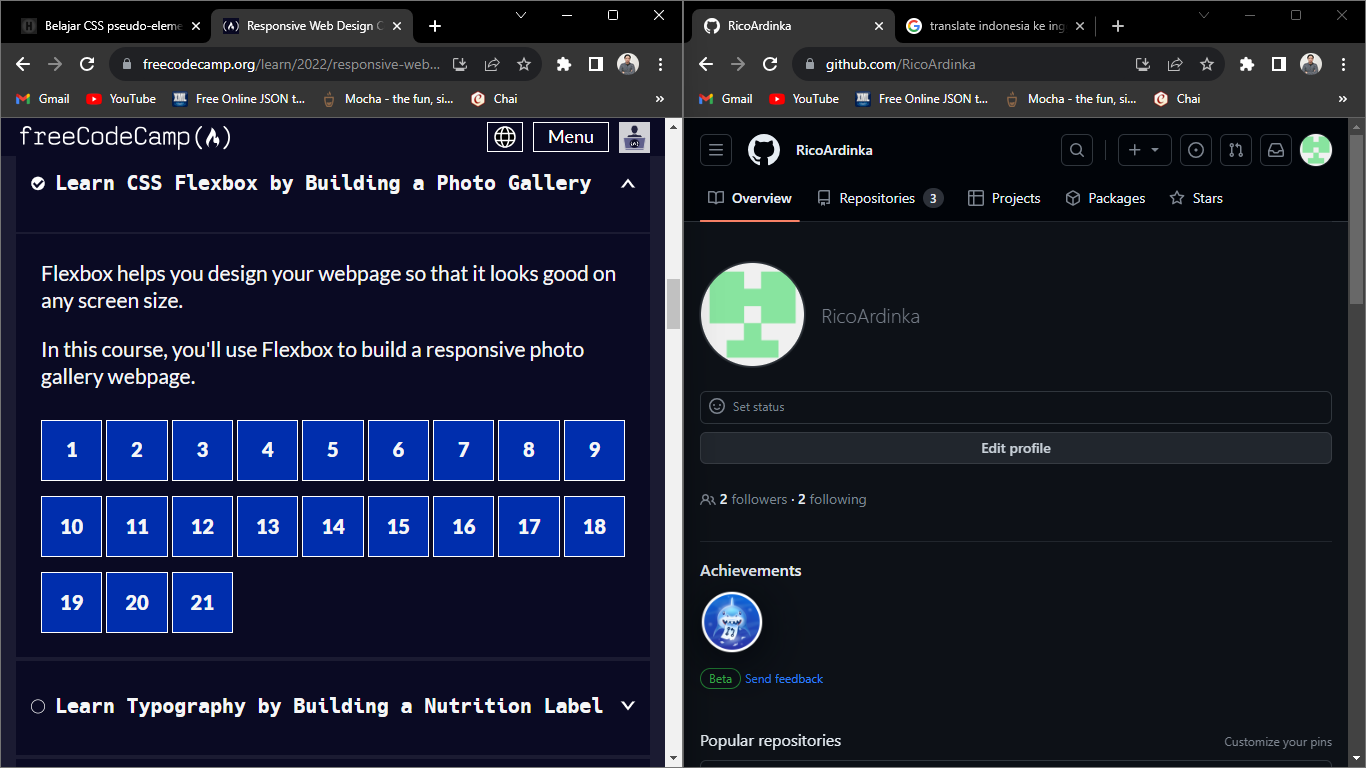 Belajar CSS pseudo-eleme
Responsive Web Design C
freecodecamp.org/learn/2022/responsive-web...
Gmail
YouTube
Free Online JSON t...
Mocha - the fun, si...
Chai
»
freeCodeCamp
Menu
Learn CSS Flexbox by Building a Photo Gallery
Flexbox helps you design your webpage so that it looks good on
any screen size.
In this course, you'll use Flexbox to build a responsive photo
gallery webpage.
1 2 3 4 5 6 7 8 9
10 11 12 13 14 15 16 17 18
19 20 21
Learn Typography by Building a Nutrition Label
RicoArdinka
translate indonesia ke ing
github.com/RicoArdinka
Gmail
YouTube
Free Online JSON t...
Mocha - the fun, si...
Chai
»
RicoArdinka
Overview
Repositories 3
Projects
Packages
Stars
RicoArdinka
Set status
Edit profile
2 followers · 2 following
Achievements
Beta Send feedback
Popular repositories
Customize your pins